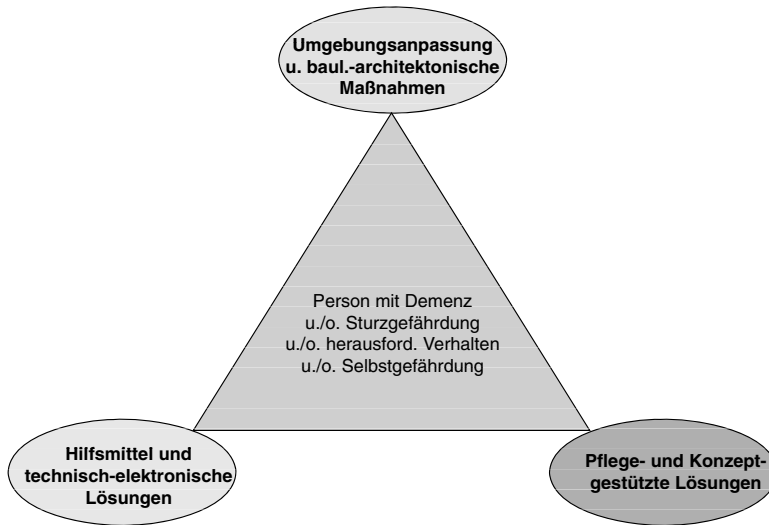 Umgebungsanpassung
u. baul.-architektonische
Maßnahmen
Person mit Demenz
u./o. Sturzgefährdung
u./o. herausford. Verhalten
u./o. Selbstgefährdung
Hilfsmittel und
technisch-elektronische
Lösungen
Pflege- und Konzept-
gestützte Lösungen